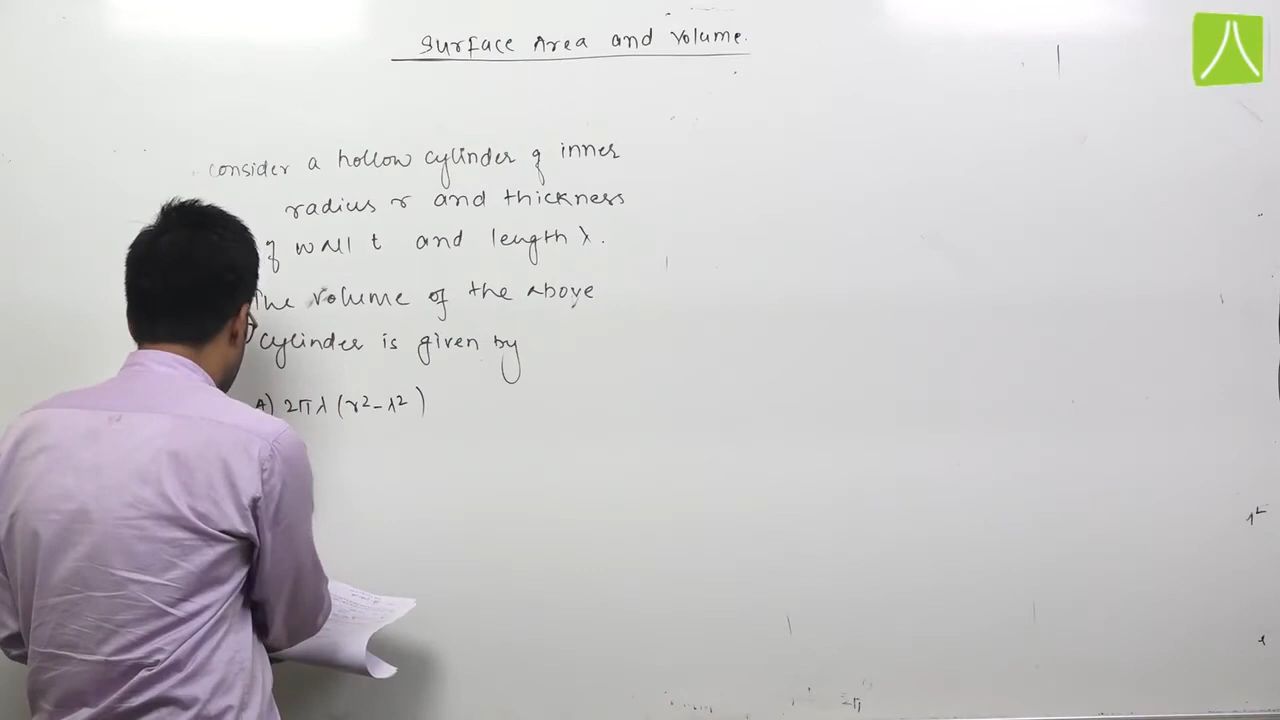 Surface Area and Volume.
Consider a hollow cylinder of inner
radius r and thickness
of wall t and length λ.
The volume of the above
cylinder is given by
A) 2πλ(r²-λ²)